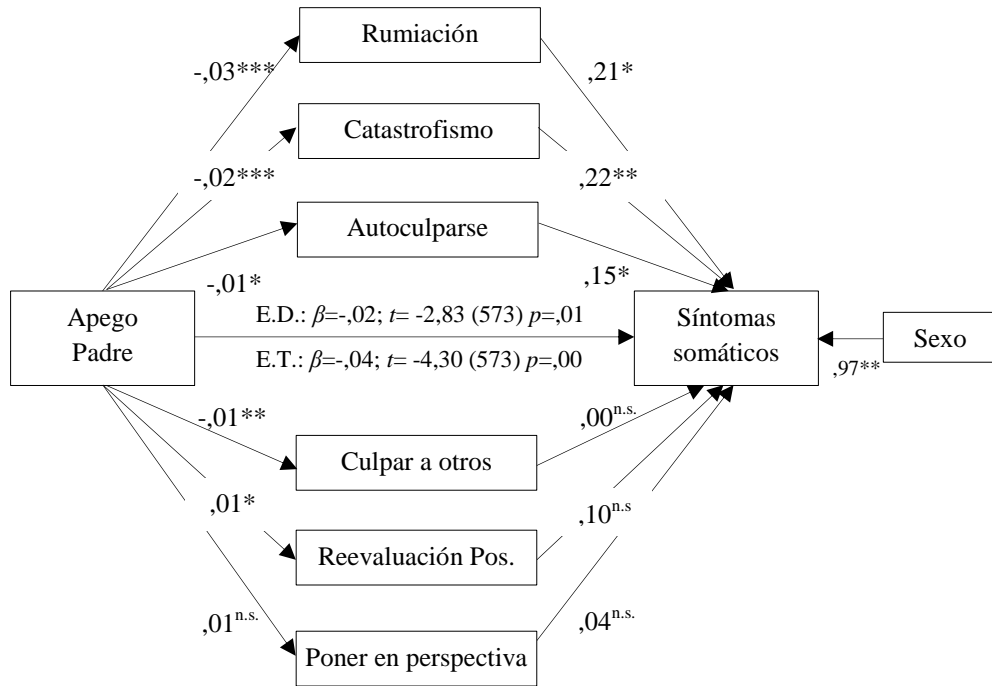 Rumiación
-,03***
,21*
Catastrofismo
-,02***
,22**
Autoculparse
-,01*
,15*
Apego
Padre
E.D.: β=-,02; t= -2,83 (573) p=,01
E.T.: β=-,04; t= -4,30 (573) p=,00
Síntomas
somáticos
Sexo
,97**
-,01**
,00n.s.
Culpar a otros
,01*
,10n.s
Reevaluación Pos.
,01n.s.
,04n.s.
Poner en perspectiva